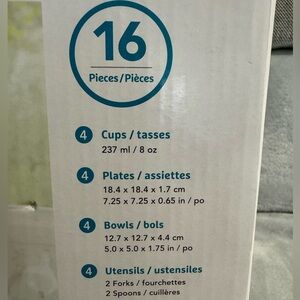 16
Pieces/Pièces
4 Cups / tasses
237 ml / 8 oz
4 Plates / assiettes
18.4 x 18.4 x 1.7 cm
7.25 x 7.25 x 0.65 in / po
4 Bowls / bols
12.7 x 12.7 x 4.4 cm
5.0 x 5.0 x 1.75 in / po
4 Utensils / ustensiles
2 Forks / fourchettes
2 Spoons / cuillères